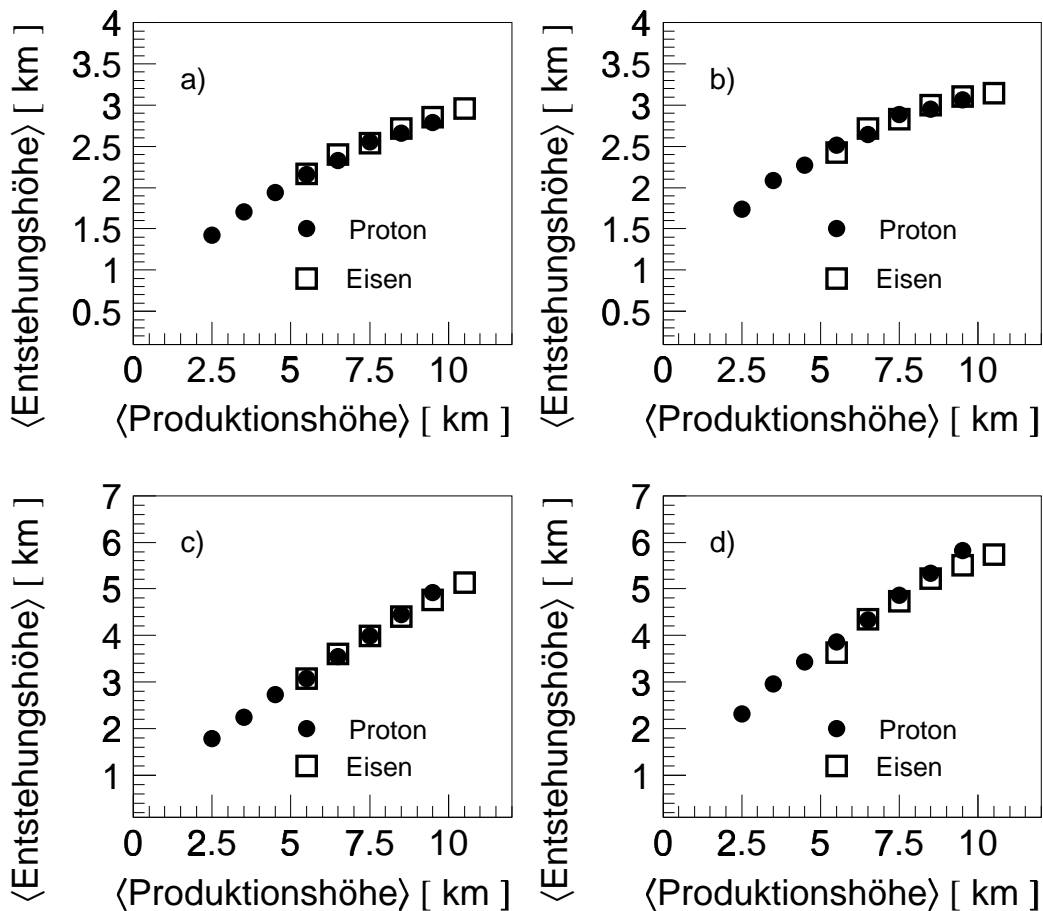 ⟨Entstehungshöhe⟩ [ km ]
4
3.5
3
2.5
2
1.5
1
0.5
a)
Proton
Eisen
0 2.5 5 7.5 10
⟨Produktionshöhe⟩ [ km ]
⟨Entstehungshöhe⟩ [ km ]
4
3.5
3
2.5
2
1.5
1
0.5
b)
Proton
Eisen
0 2.5 5 7.5 10
⟨Produktionshöhe⟩ [ km ]
⟨Entstehungshöhe⟩ [ km ]
7
6
5
4
3
2
1
c)
Proton
Eisen
0 2.5 5 7.5 10
⟨Produktionshöhe⟩ [ km ]
⟨Entstehungshöhe⟩ [ km ]
7
6
5
4
3
2
1
d)
Proton
Eisen
0 2.5 5 7.5 10
⟨Produktionshöhe⟩ [ km ]